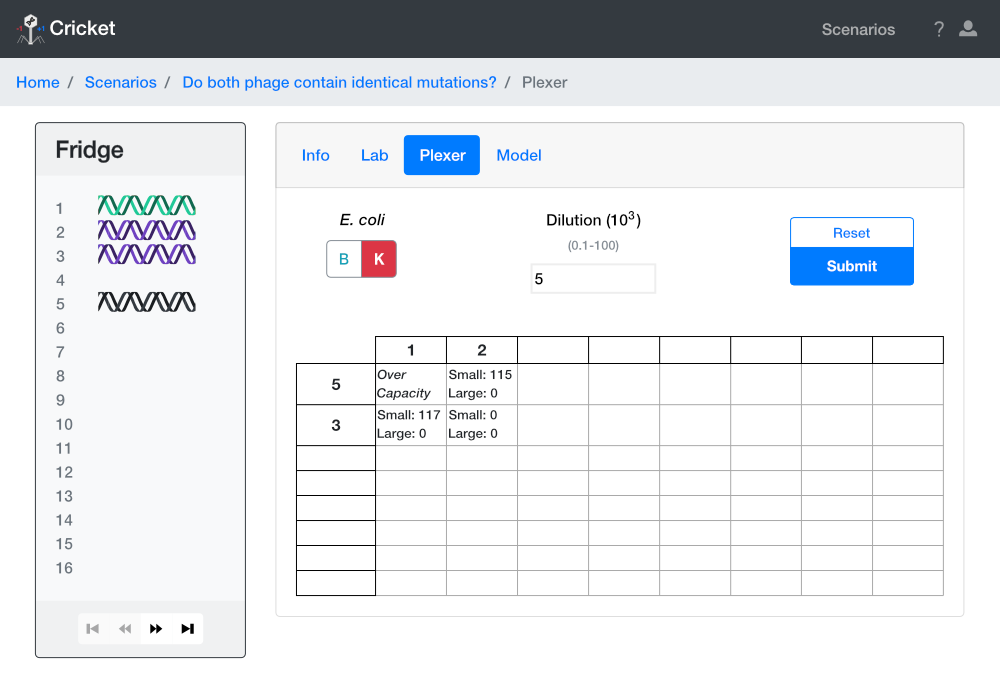 Cricket
Scenarios ?
Home / Scenarios / Do both phage contain identical mutations? / Plexer
Fridge
1
2
3
4
5
6
7
8
9
10
11
12
13
14
15
16
Info Lab Plexer Model
E. coli
B K
Dilution (10³)
(0.1-100)
5
Reset
Submit
1 2
5 Over Capacity Small: 115 Large: 0
3 Small: 117 Large: 0 Small: 0 Large: 0